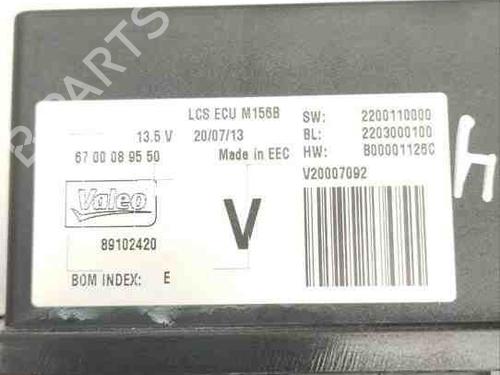 B PARTS
LCS ECU M156B
13.5 V 20/07/13
67 00 08 95 50 Made in EEC
Valeo
89102420
V
BOM INDEX: E
SW: 2200110000
BL: 2203000100
HW: B00001126C
V20007092
H